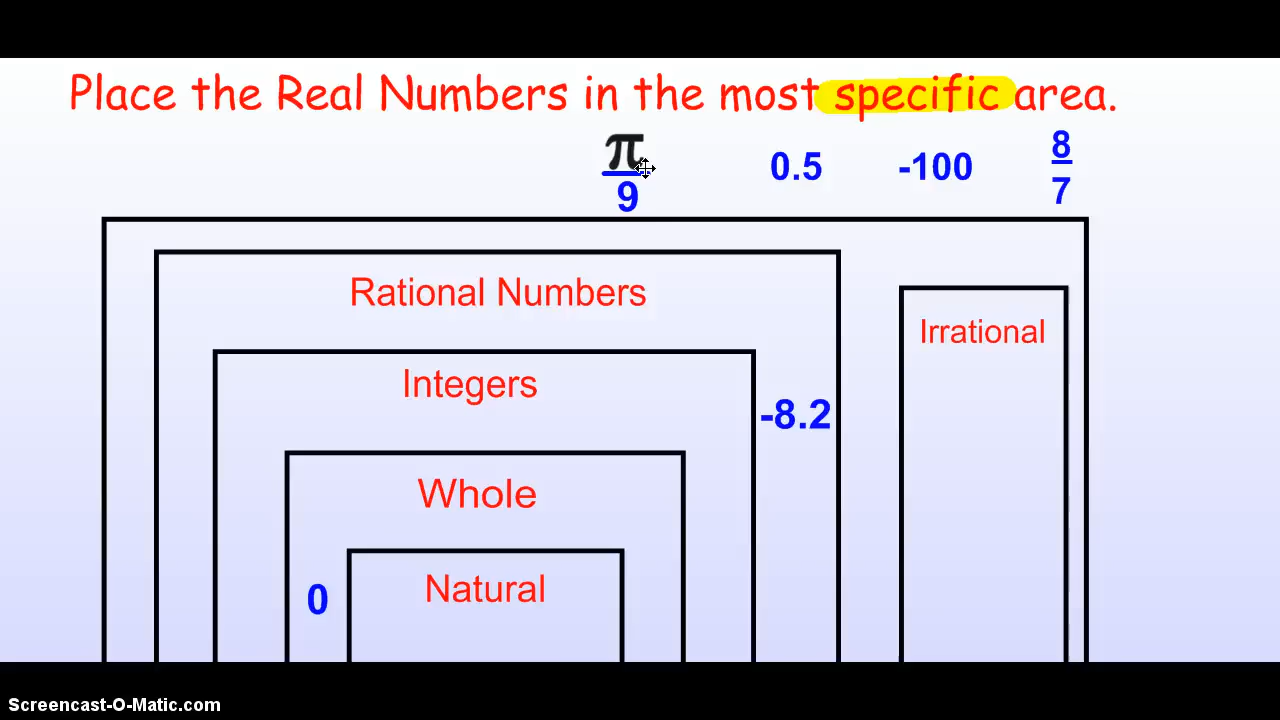 Place the Real Numbers in the most specific area.
π/9 0.5 -100 8/7
Rational Numbers
Irrational
Integers
-8.2
Whole
Natural
0
Screencast-O-Matic.com